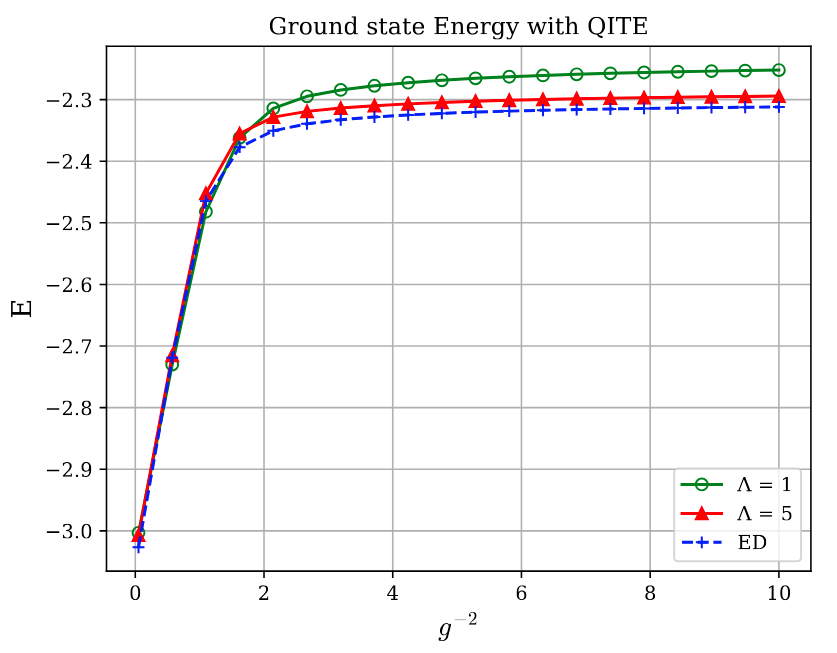 Ground state Energy with QITE
E
−2.3
−2.4
−2.5
−2.6
−2.7
−2.8
−2.9
−3.0
0 2 4 6 8 10
g⁻²
Λ = 1
Λ = 5
ED